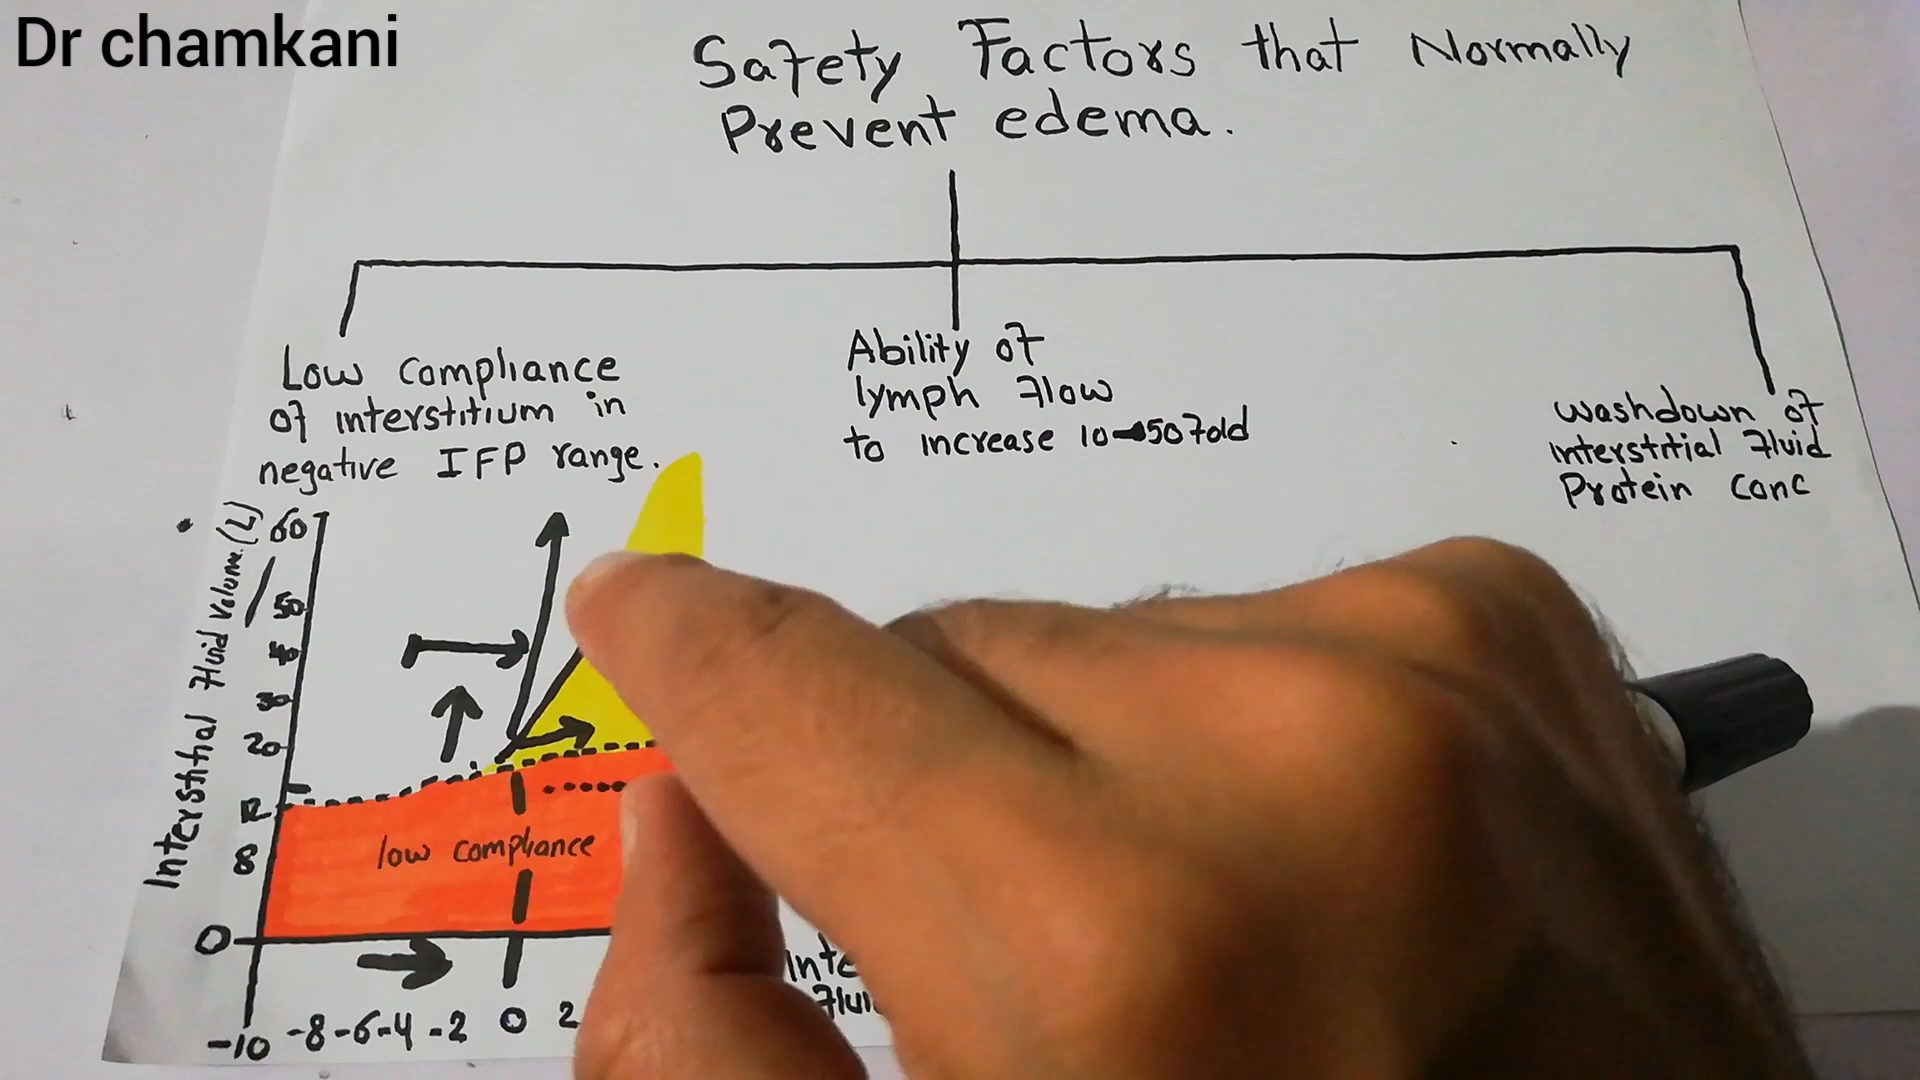 Dr chamkani
Safety Factors that Normally
Prevent edema.
Low compliance
of interstitium in
negative IFP range.
Ability of
lymph flow
to increase 10-50 fold
washdown of
interstitial fluid
Protein conc
Interstitial fluid volume (L)
60
50
40
30
20
12
8
0
low compliance
-10 -8 -6 -4 -2 0 2